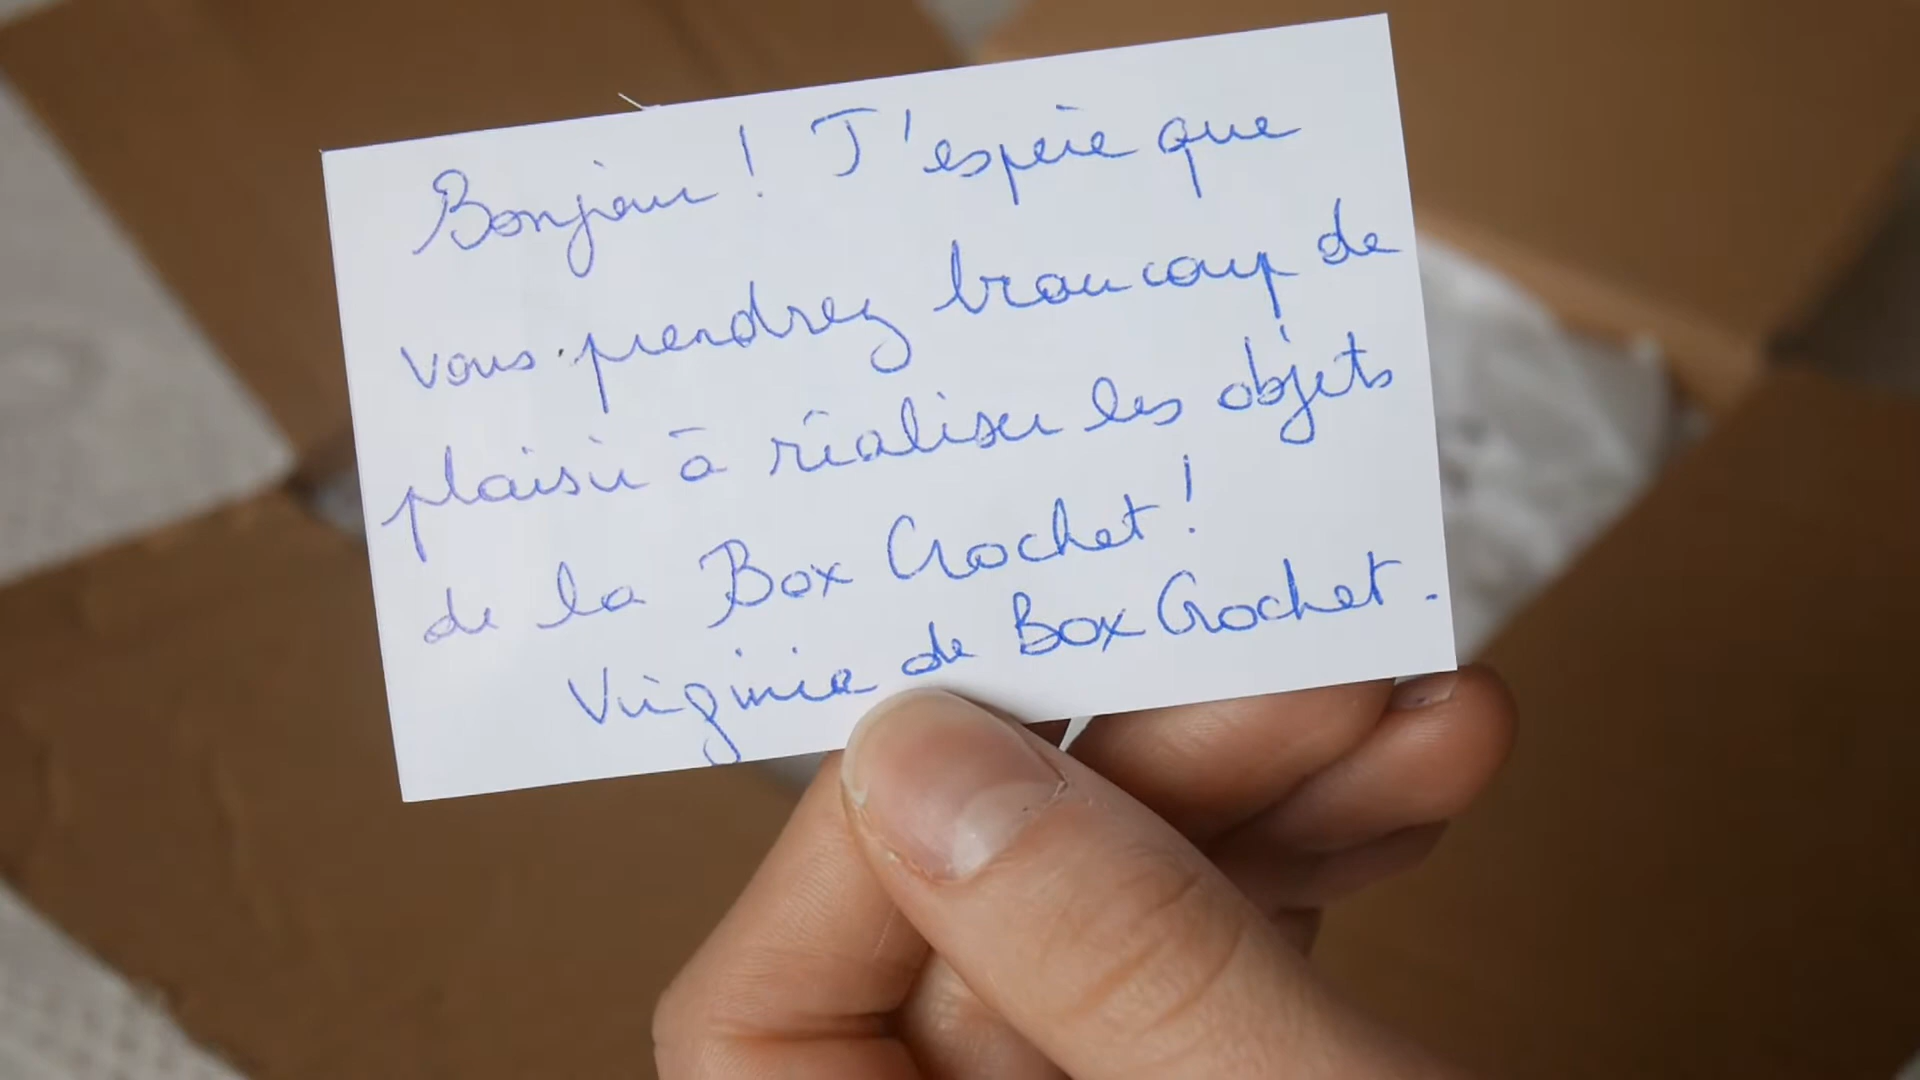 Bonjour ! J'espère que
vous prendrez beaucoup de
plaisir à réaliser les objets
de la Box Crochet !
Virginie de Box Crochet.